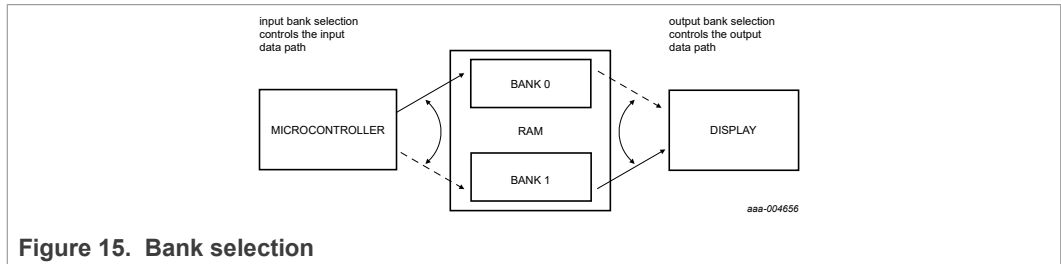 input bank selection
controls the input
data path
output bank selection
controls the output
data path
BANK 0
MICROCONTROLLER
RAM
DISPLAY
BANK 1
aaa-004656
Figure 15. Bank selection